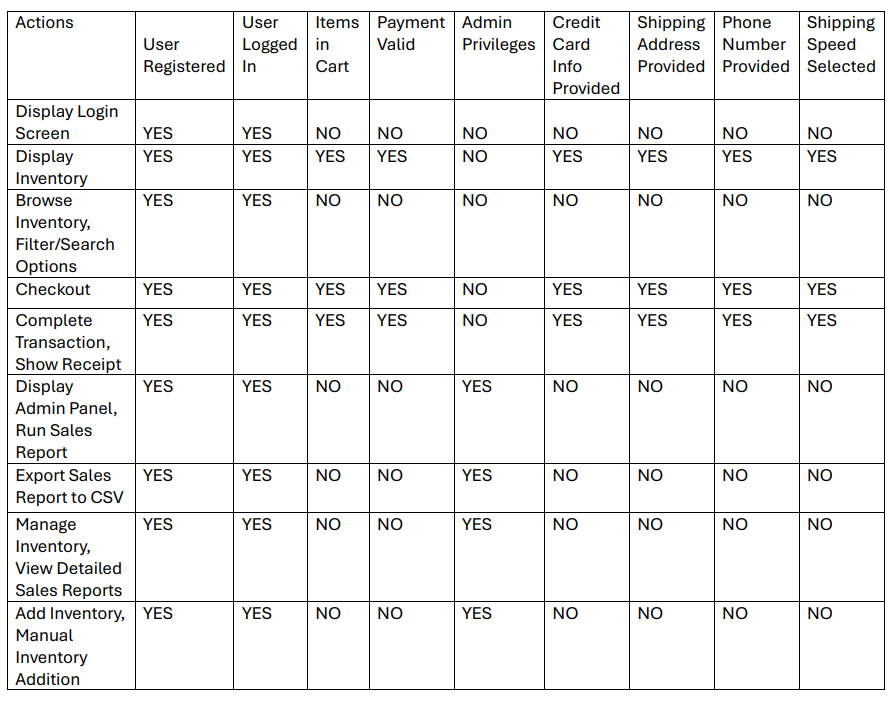 Actions User Registered User Logged In Items in Cart Payment Valid Admin Privileges Credit Card Info Provided Shipping Address Provided Phone Number Provided Shipping Speed Selected
Display Login Screen YES YES NO NO NO NO NO NO NO
Display Inventory YES YES YES YES NO YES YES YES YES
Browse Inventory, Filter/Search Options YES YES NO NO NO NO NO NO NO
Checkout YES YES YES YES NO YES YES YES YES
Complete Transaction, Show Receipt YES YES YES YES NO YES YES YES YES
Display Admin Panel, Run Sales Report YES YES NO NO YES NO NO NO NO
Export Sales Report to CSV YES YES NO NO YES NO NO NO NO
Manage Inventory, View Detailed Sales Reports YES YES NO NO YES NO NO NO NO
Add Inventory, Manual Inventory Addition YES YES NO NO YES NO NO NO NO